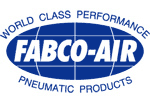 WORLD CLASS PERFORMANCE
FABCO-AIR
PNEUMATIC PRODUCTS